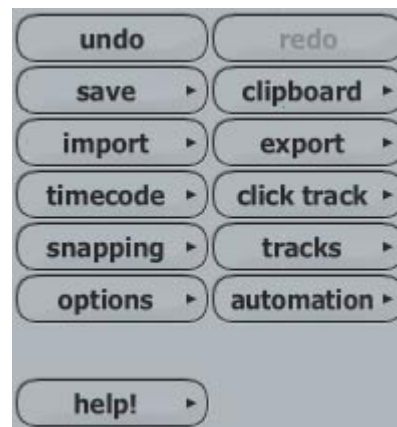 undo redo
save clipboard
import export
timecode click track
snapping tracks
options automation
help!